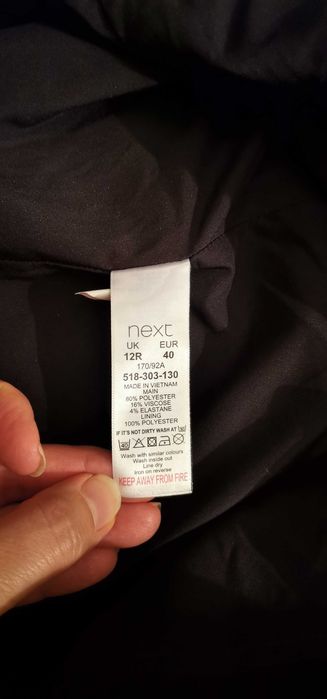 next
UK EUR
12R 40
170/92A
518-303-130
MADE IN VIETNAM
MAIN
80% POLYESTER
16% VISCOSE
4% ELASTANE
LINING
100% POLYESTER
IF IT'S NOT DIRTY WASH AT 30
40
Wash with similar colours
Wash inside out
Line dry
Iron on reverse
KEEP AWAY FROM FIRE